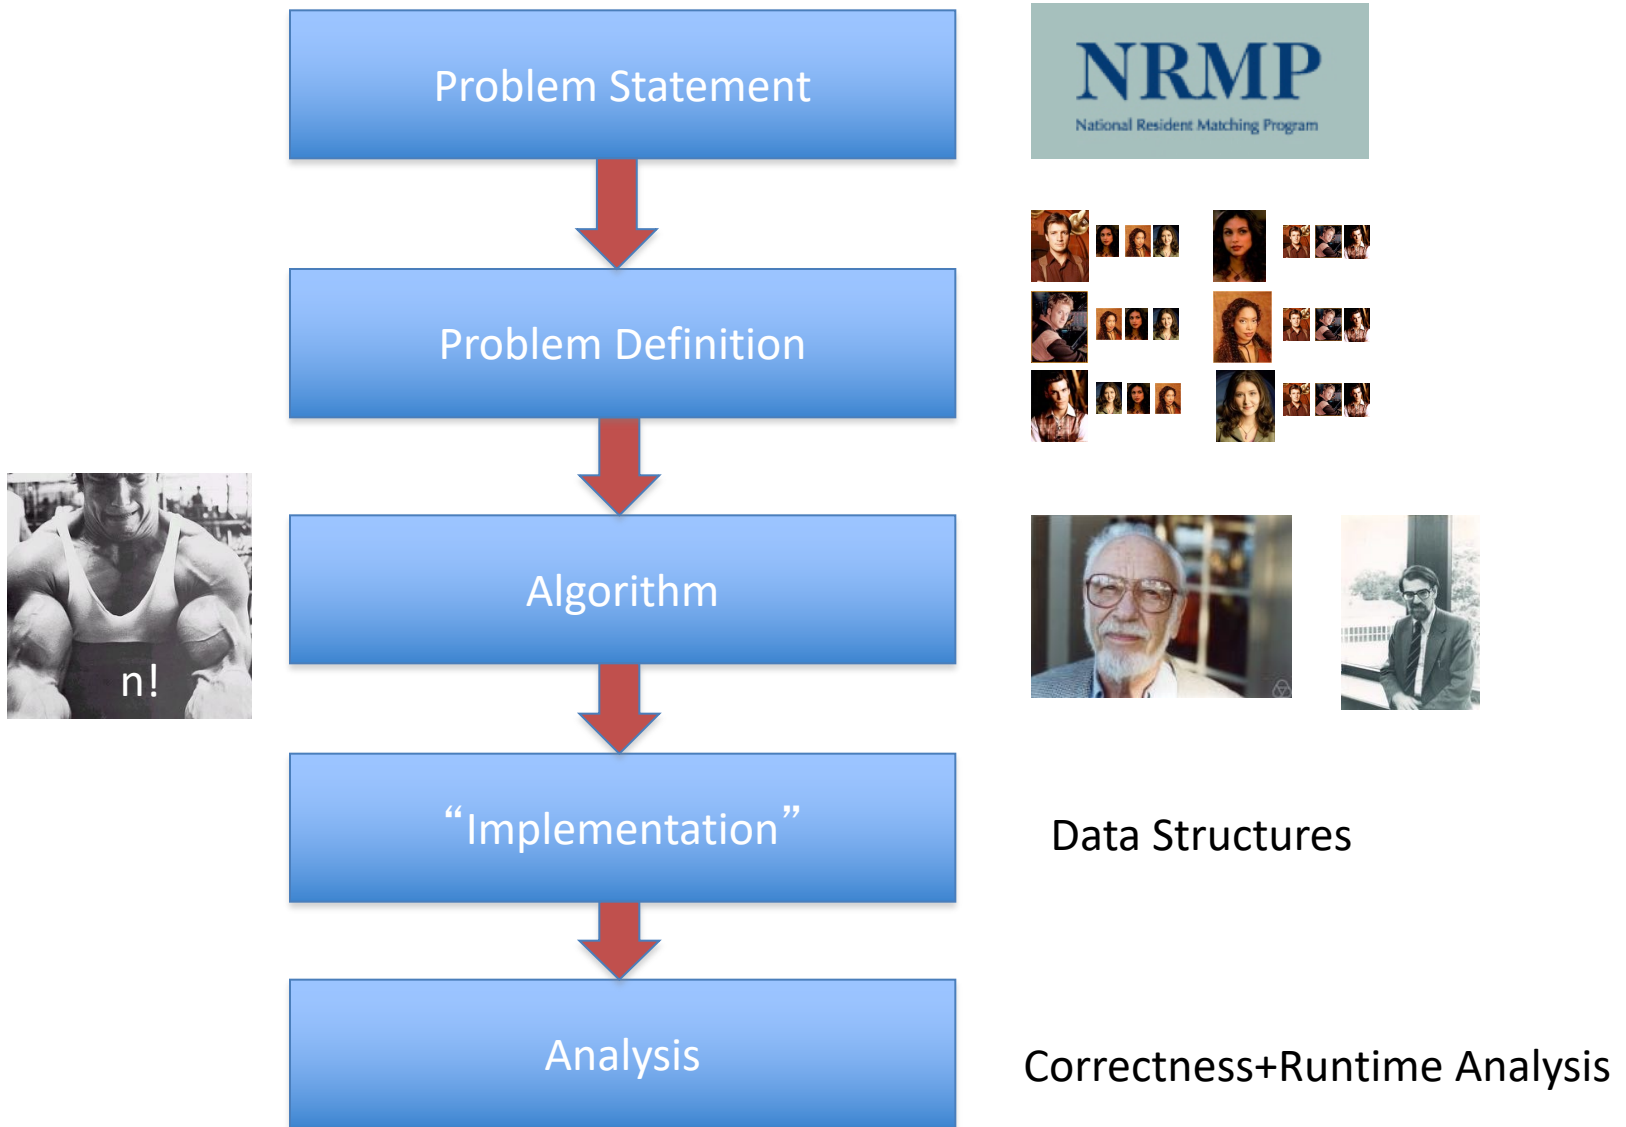 Problem Statement
NRMP
National Resident Matching Program
Problem Definition
Algorithm
n!
“Implementation”
Data Structures
Analysis
Correctness+Runtime Analysis